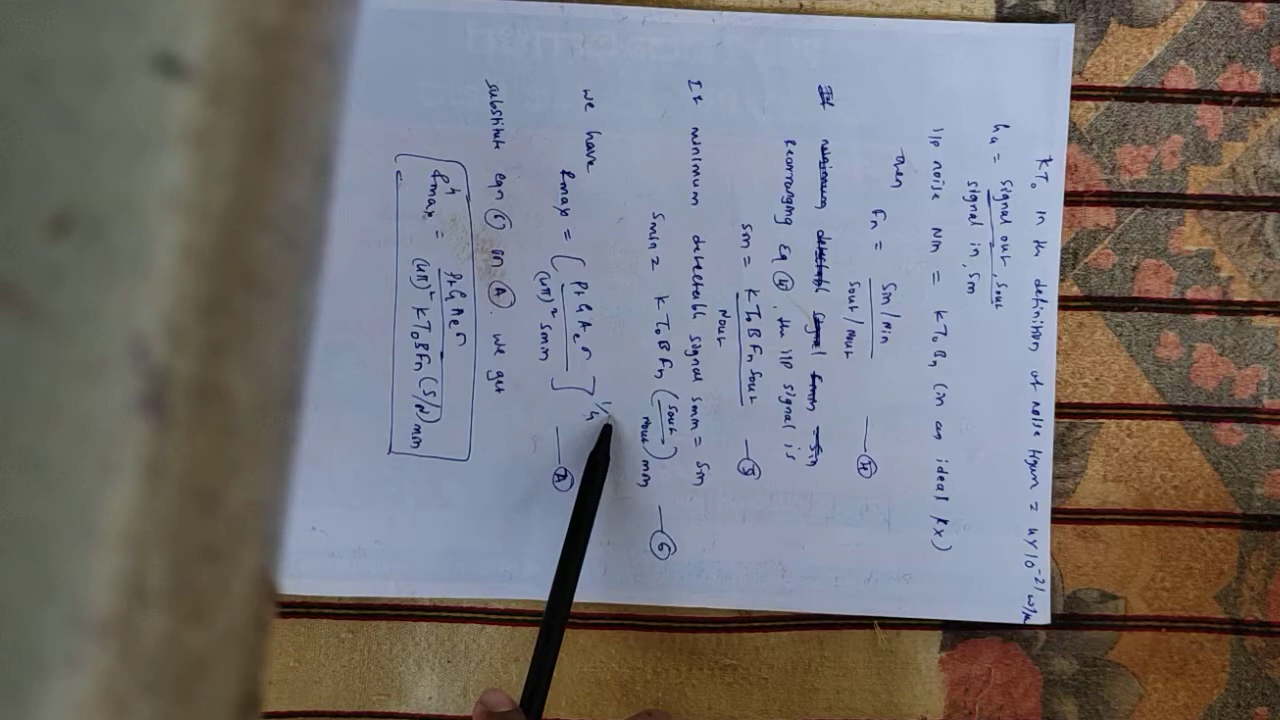 KT₀ in the definition of noise figure = 4×10⁻²¹ W/Hz
ha = signal out, Sout / signal in, Sin
i/p noise Nin = KT₀Bn (in an ideal Rx)
then Fn = Sin/Nin / Sout/Nout —④
Rearranging Eq ④, the i/p signal is
Sin = KT₀BFn Sout / Nout —⑤
If minimum detectable signal Smin = Sin
Smin = KT₀BFn (Sout/Nout)min —⑥
we have
Rmax = [PtGAeσ / (4π)² Smin]^1/4 —Ⓐ
substitute eqn ⑥ in Ⓐ. we get
R⁴max = PtGAeσ / (4π)² KT₀BFn(S/N)min